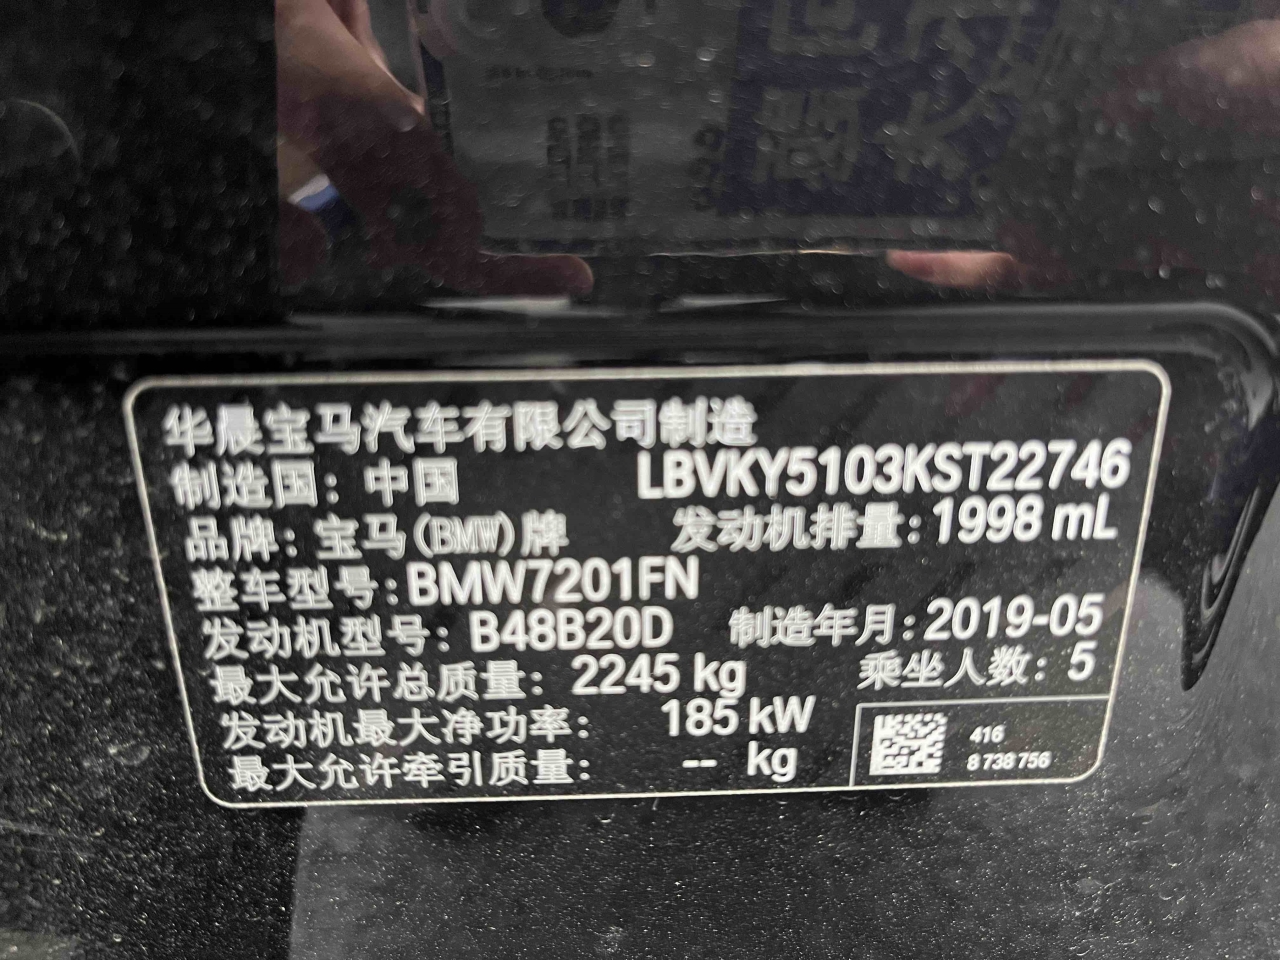 华晨宝马汽车有限公司制造
制造国：中国 LBVKY5103KST22746
品牌：宝马(BMW)牌 发动机排量：1998 mL
整车型号：BMW7201FN
发动机型号：B48B20D 制造年月：2019-05
最大允许总质量：2245 kg 乘坐人数：5
发动机最大净功率：185 kW
最大允许牵引质量：-- kg
416
8 738 756